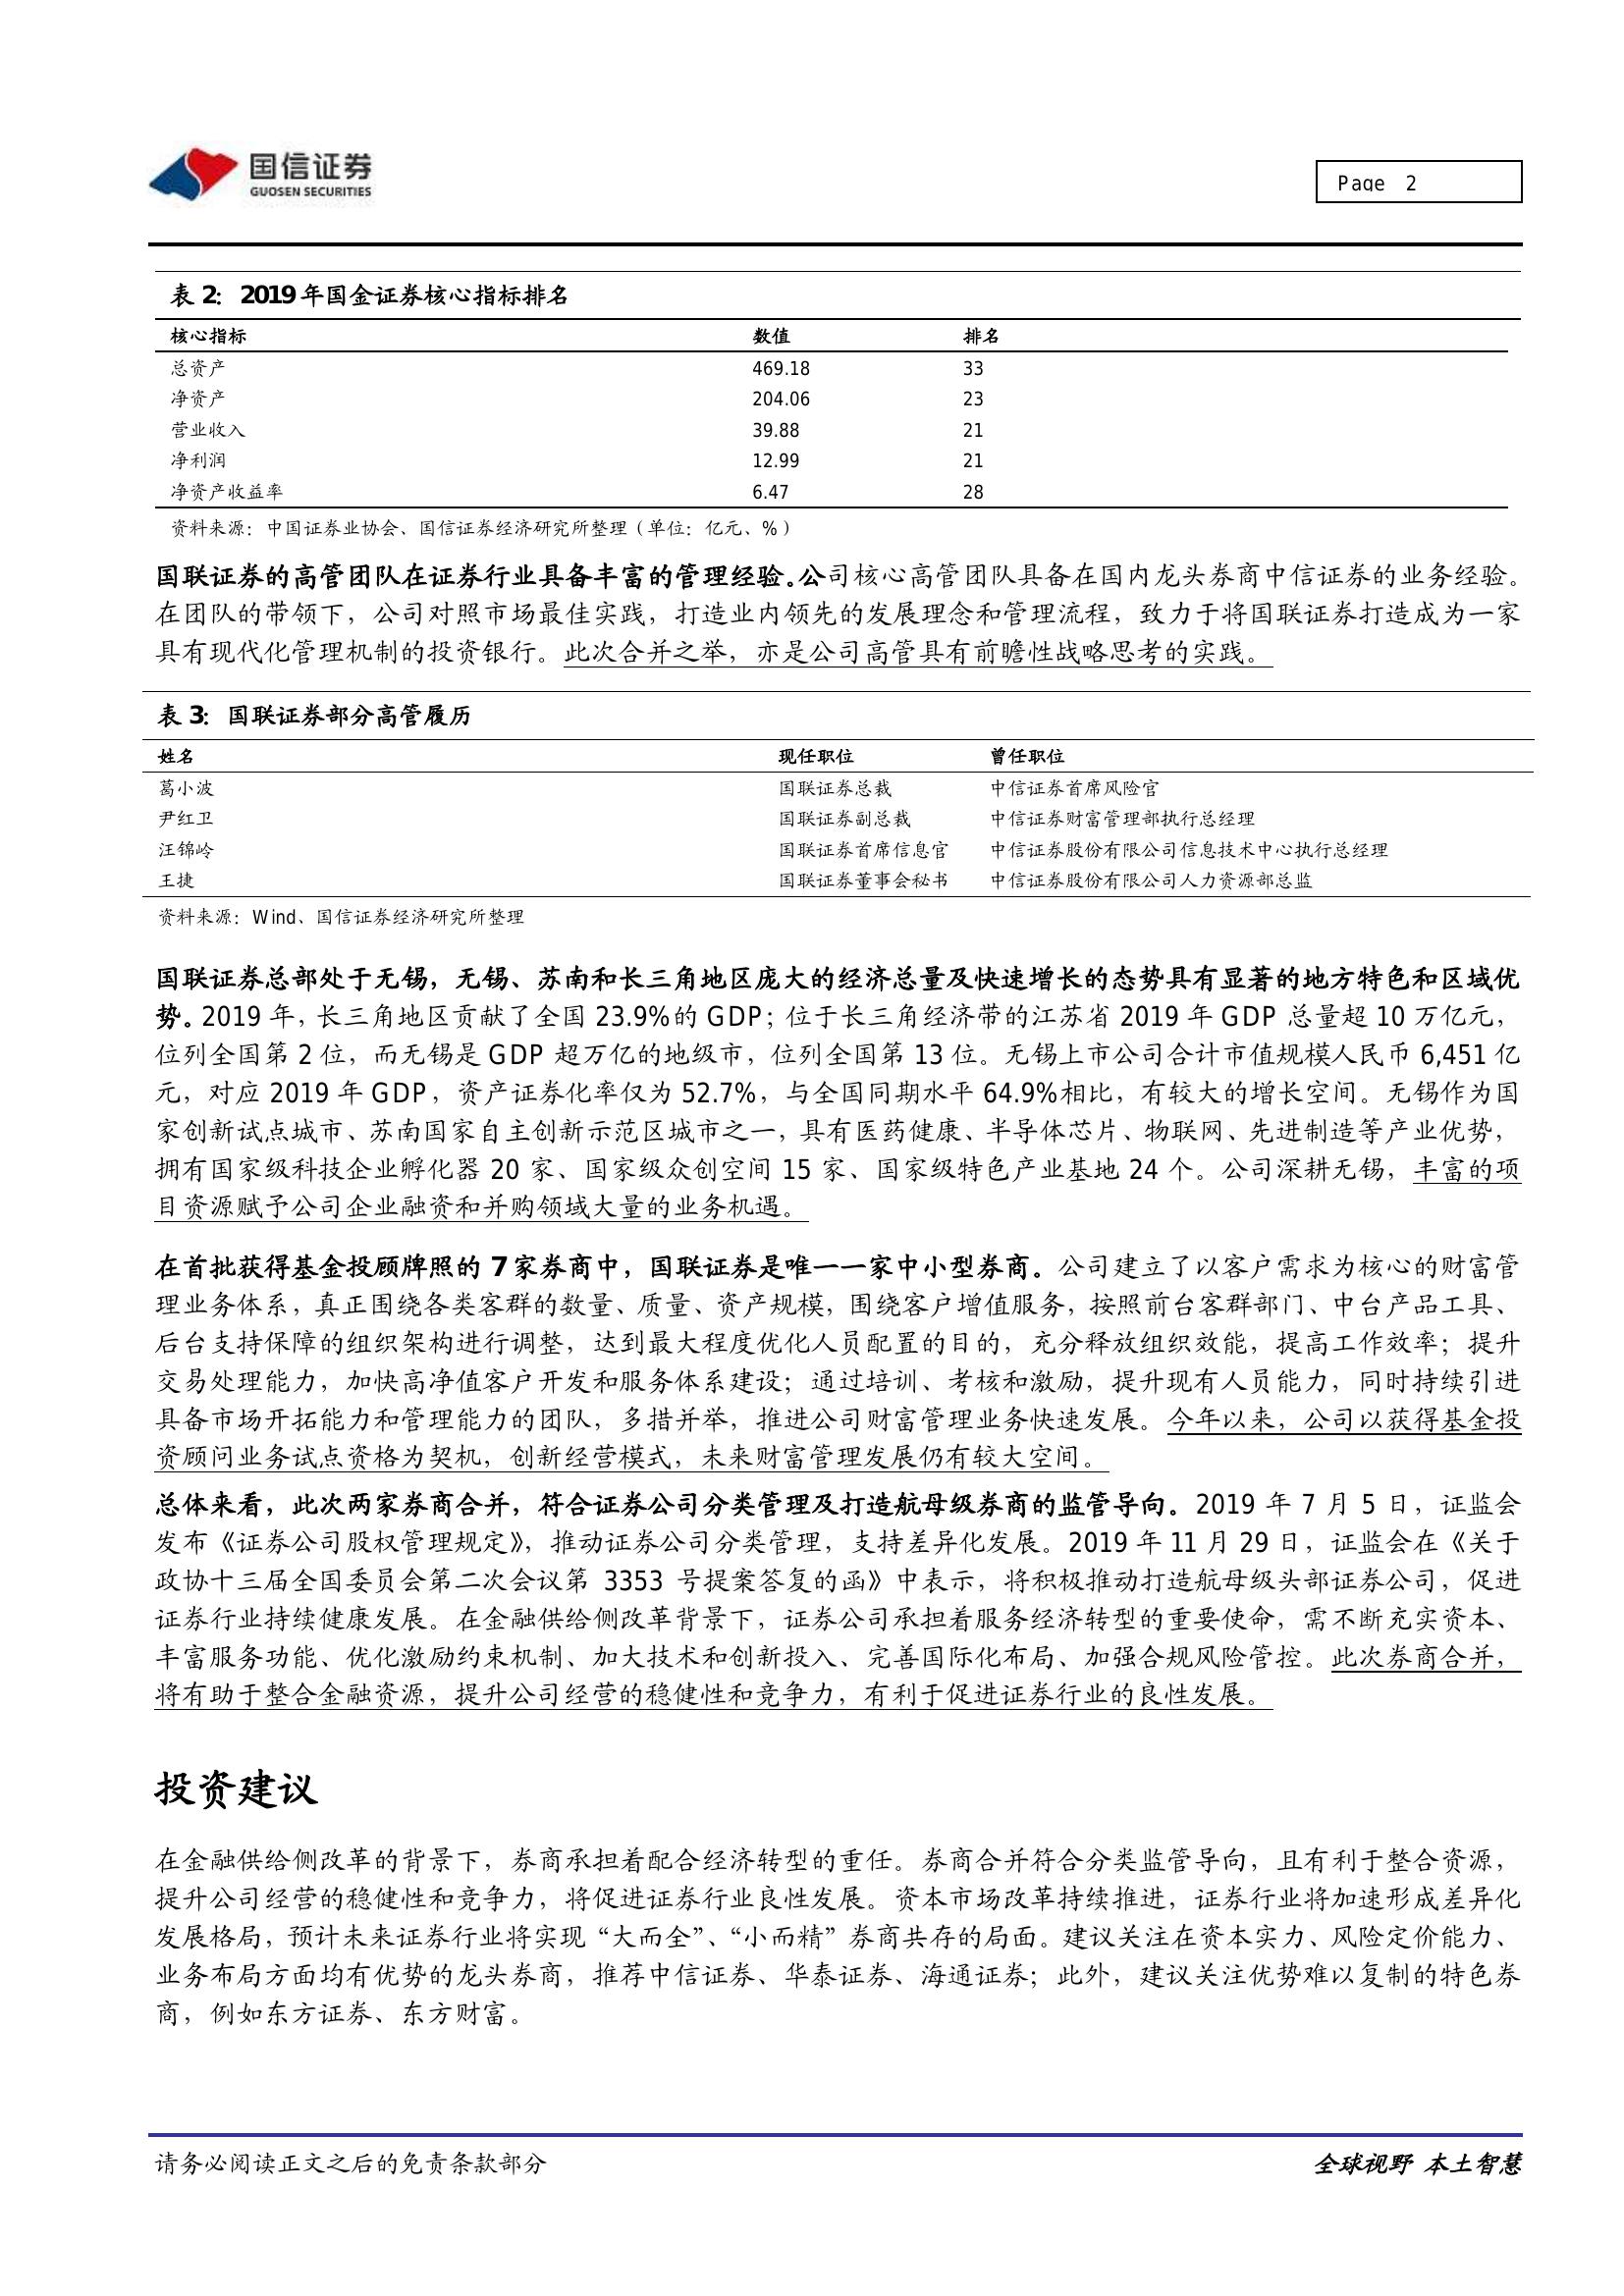 国信证券
GUOSEN SECURITIES
Page 2
表 2: 2019 年国金证券核心指标排名
核心指标 数值 排名
总资产 469.18 33
净资产 204.06 23
营业收入 39.88 21
净利润 12.99 21
净资产收益率 6.47 28
资料来源：中国证券业协会、国信证券经济研究所整理（单位：亿元、%）
国联证券的高管团队在证券行业具备丰富的管理经验。公司核心高管团队具备在国内龙头券商中信证券的业务经验。
在团队的带领下，公司对照市场最佳实践，打造业内领先的发展理念和管理流程，致力于将国联证券打造成为一家
具有现代化管理机制的投资银行。此次合并之举，亦是公司高管具有前瞻性战略思考的实践。
表 3: 国联证券部分高管履历
姓名 现任职位 曾任职位
葛小波 国联证券总裁 中信证券首席风险官
尹红卫 国联证券副总裁 中信证券财富管理部执行总经理
汪锦岭 国联证券首席信息官 中信证券股份有限公司信息技术中心执行总经理
王捷 国联证券董事会秘书 中信证券股份有限公司人力资源部总监
资料来源：Wind、国信证券经济研究所整理
国联证券总部处于无锡，无锡、苏南和长三角地区庞大的经济总量及快速增长的态势具有显著的地方特色和区域优
势。2019 年，长三角地区贡献了全国 23.9%的 GDP；位于长三角经济带的江苏省 2019 年 GDP 总量超 10 万亿元，
位列全国第 2 位，而无锡是 GDP 超万亿的地级市，位列全国第 13 位。无锡上市公司合计市值规模人民币 6,451 亿
元，对应 2019 年 GDP，资产证券化率仅为 52.7%，与全国同期水平 64.9%相比，有较大的增长空间。无锡作为国
家创新试点城市、苏南国家自主创新示范区城市之一，具有医药健康、半导体芯片、物联网、先进制造等产业优势，
拥有国家级科技企业孵化器 20 家、国家级众创空间 15 家、国家级特色产业基地 24 个。公司深耕无锡，丰富的项
目资源赋予公司企业融资和并购领域大量的业务机遇。
在首批获得基金投顾牌照的 7 家券商中，国联证券是唯一一家中小型券商。公司建立了以客户需求为核心的财富管
理业务体系，真正围绕各类客群的数量、质量、资产规模，围绕客户增值服务，按照前台客群部门、中台产品工具、
后台支持保障的组织架构进行调整，达到最大程度优化人员配置的目的，充分释放组织效能，提高工作效率；提升
交易处理能力，加快高净值客户开发和服务体系建设；通过培训、考核和激励，提升现有人员能力，同时持续引进
具备市场开拓能力和管理能力的团队，多措并举，推进公司财富管理业务快速发展。今年以来，公司以获得基金投
资顾问业务试点资格为契机，创新经营模式，未来财富管理发展仍有较大空间。
总体来看，此次两家券商合并，符合证券公司分类管理及打造航母级券商的监管导向。2019 年 7 月 5 日，证监会
发布《证券公司股权管理规定》，推动证券公司分类管理，支持差异化发展。2019 年 11 月 29 日，证监会在《关于
政协十三届全国委员会第二次会议第 3353 号提案答复的函》中表示，将积极推动打造航母级头部证券公司，促进
证券行业持续健康发展。在金融供给侧改革背景下，证券公司承担着服务经济转型的重要使命，需不断充实资本、
丰富服务功能、优化激励约束机制、加大技术和创新投入、完善国际化布局、加强合规风险管控。此次券商合并，
将有助于整合金融资源，提升公司经营的稳健性和竞争力，有利于促进证券行业的良性发展。
投资建议
在金融供给侧改革的背景下，券商承担着配合经济转型的重任。券商合并符合分类监管导向，且有利于整合资源，
提升公司经营的稳健性和竞争力，将促进证券行业良性发展。资本市场改革持续推进，证券行业将加速形成差异化
发展格局，预计未来证券行业将实现“大而全”、“小而精”券商共存的局面。建议关注在资本实力、风险定价能力、
业务布局方面均有优势的龙头券商，推荐中信证券、华泰证券、海通证券；此外，建议关注优势难以复制的特色券
商，例如东方证券、东方财富。
请务必阅读正文之后的免责条款部分 全球视野 本土智慧